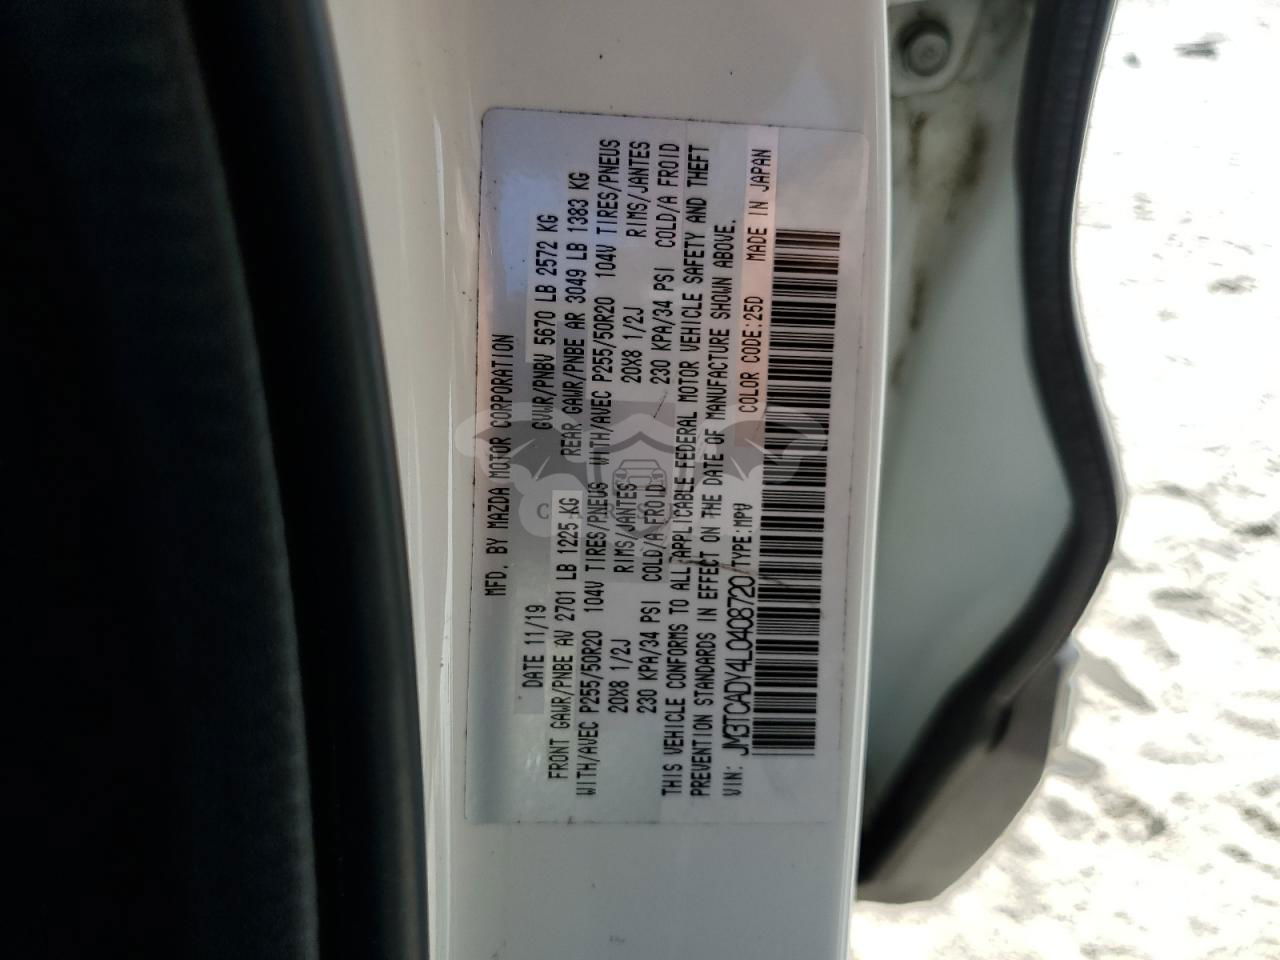 MFD. BY MAZDA MOTOR CORPORATION
DATE 11/19 GVWR/PNBV 5670 LB 2572 KG
FRONT GAWR/PNBE AV 2701 LB 1225 KG REAR GAWR/PNBE AR 3049 LB 1383 KG
WITH/AVEC P255/50R20 104V TIRES/PNEUS WITH/AVEC P255/50R20 104V TIRES/PNEUS
20X8 1/2J RIMS/JANTES 20X8 1/2J RIMS/JANTES
230 KPA/34 PSI COLD/A FROID 230 KPA/34 PSI COLD/A FROID
THIS VEHICLE CONFORMS TO ALL APPLICABLE FEDERAL MOTOR VEHICLE SAFETY AND THEFT
PREVENTION STANDARDS IN EFFECT ON THE DATE OF MANUFACTURE SHOWN ABOVE.
VIN: JM3TCADY4L0408720 TYPE:MPV COLOR CODE:25D MADE IN JAPAN